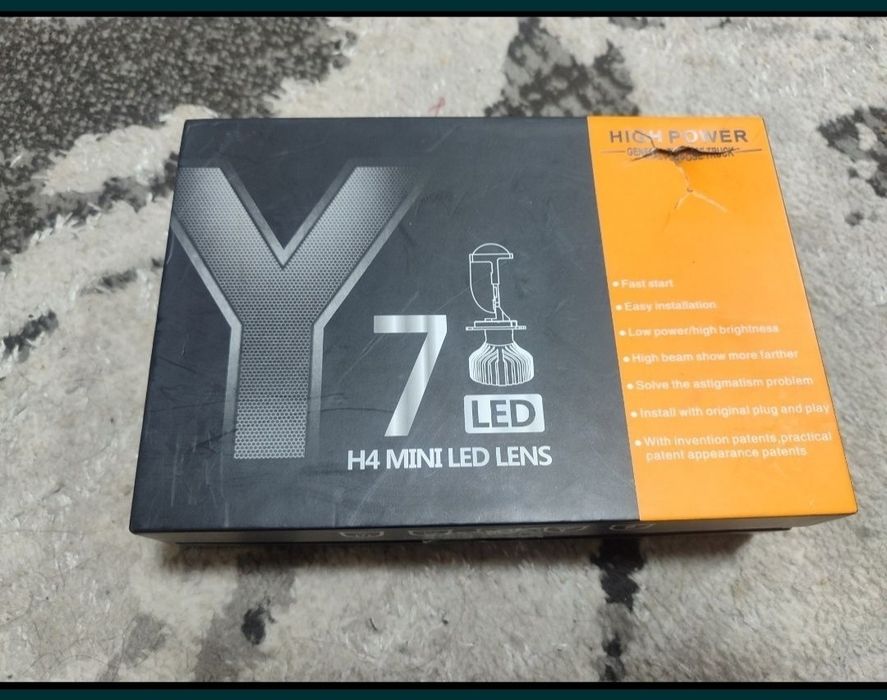 HIGH POWER
TRUCK
Y
7
LED
H4 MINI LED LENS
Fast start
Easy installation
Low power/high brightness
High beam show more farther
Solve the astigmatism problem
Install with original plug and play
With invention patents,practical
patent appearance patents